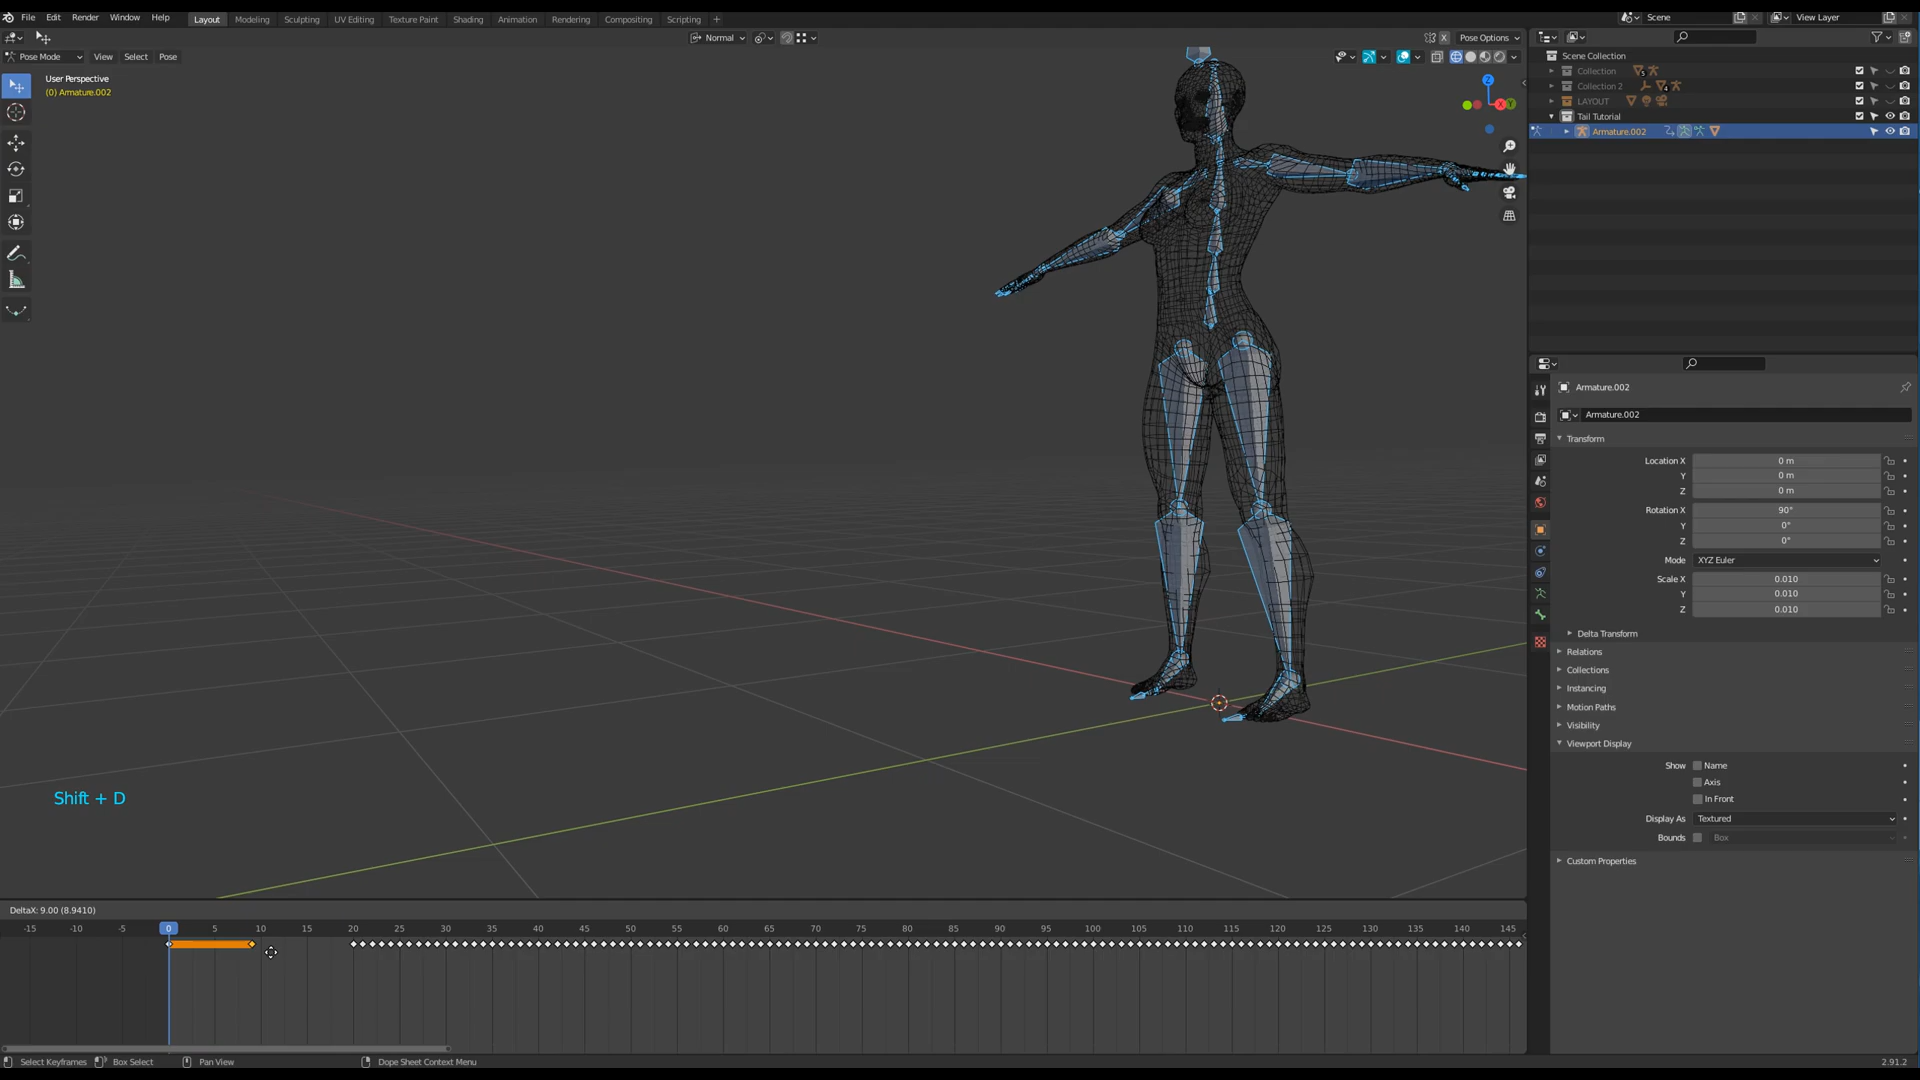 File Edit Render Window Help Layout Modeling Sculpting UV Editing Texture Paint Shading Animation Rendering Compositing Scripting + Scene View Layer
Normal Pose Options
Pose Mode View Select Pose
User Perspective
(0) Armature.002
X
Z
X
Y
Scene Collection
Collection 5
Collection 2 4
LAYOUT
Tail Tutorial
Armature.002
Armature.002
Armature.002
Transform
Location X 0 m
Y 0 m
Z 0 m
Rotation X 90°
Y 0°
Z 0°
Mode XYZ Euler
Scale X 0.010
Y 0.010
Z 0.010
Delta Transform
Relations
Collections
Instancing
Motion Paths
Visibility
Viewport Display
Show Name
Axis
In Front
Display As Textured
Bounds Box
Custom Properties
Shift + D
DeltaX: 9.00 (8.9410)
-15 -10 -5 0 5 10 15 20 25 30 35 40 45 50 55 60 65 70 75 80 85 90 95 100 105 110 115 120 125 130 135 140 145
Select Keyframes Box Select Pan View Dope Sheet Context Menu 2.91.2